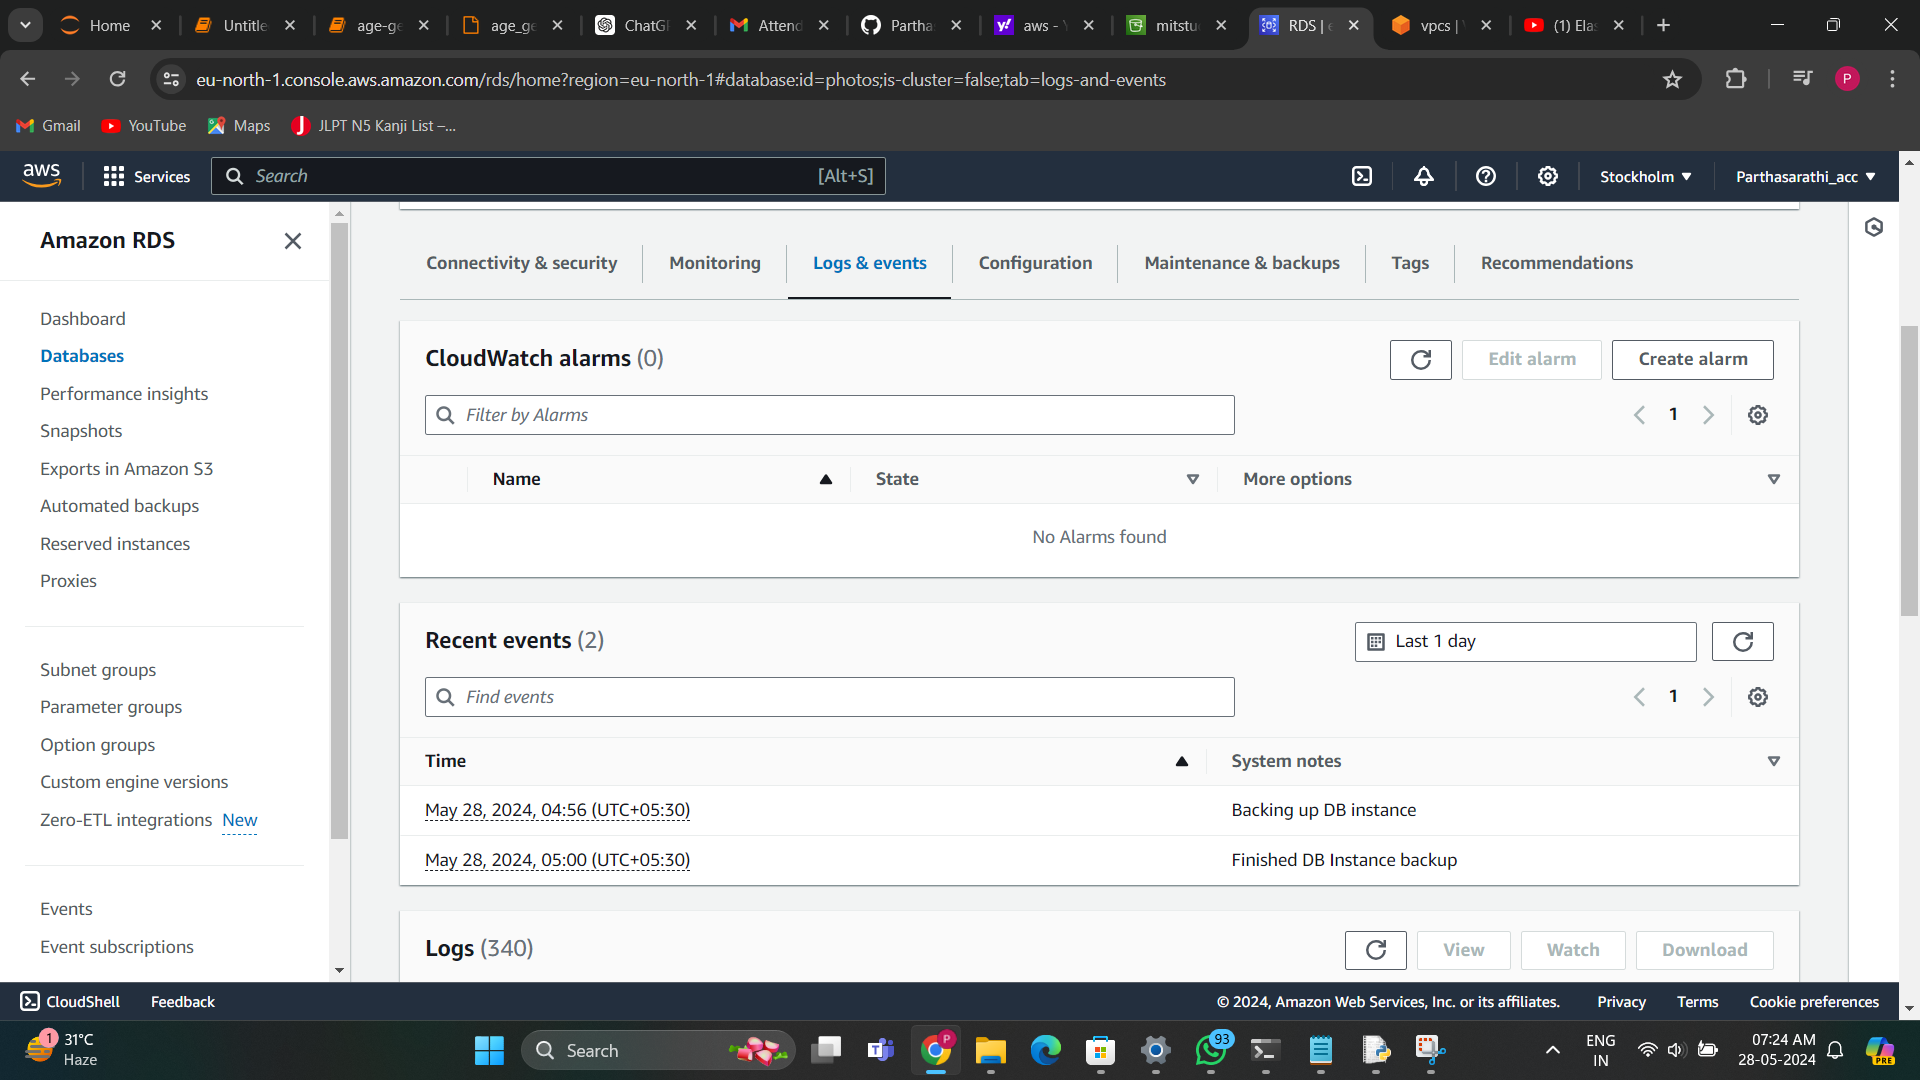 Home
Untitle
age-ge
age_ge
ChatG
Attend
Partha
aws -
mitstu
RDS | e
vpcs |
(1) Ela
eu-north-1.console.aws.amazon.com/rds/home?region=eu-north-1#database:id=photos;is-cluster=false;tab=logs-and-events
P
Gmail
YouTube
Maps
JLPT N5 Kanji List –...
aws
Services
Search
[Alt+S]
Stockholm
Parthasarathi_acc
Amazon RDS
Dashboard
Databases
Performance insights
Snapshots
Exports in Amazon S3
Automated backups
Reserved instances
Proxies
Subnet groups
Parameter groups
Option groups
Custom engine versions
Zero-ETL integrations New
Events
Event subscriptions
Connectivity & security
Monitoring
Logs & events
Configuration
Maintenance & backups
Tags
Recommendations
CloudWatch alarms (0)
Edit alarm
Create alarm
Filter by Alarms
1
Name
State
More options
No Alarms found
Recent events (2)
Last 1 day
Find events
1
Time
System notes
May 28, 2024, 04:56 (UTC+05:30)
Backing up DB instance
May 28, 2024, 05:00 (UTC+05:30)
Finished DB Instance backup
Logs (340)
View
Watch
Download
CloudShell
Feedback
© 2024, Amazon Web Services, Inc. or its affiliates.
Privacy
Terms
Cookie preferences
1
31°C
Haze
Search
P
93
ENG
IN
07:24 AM
28-05-2024
PRE